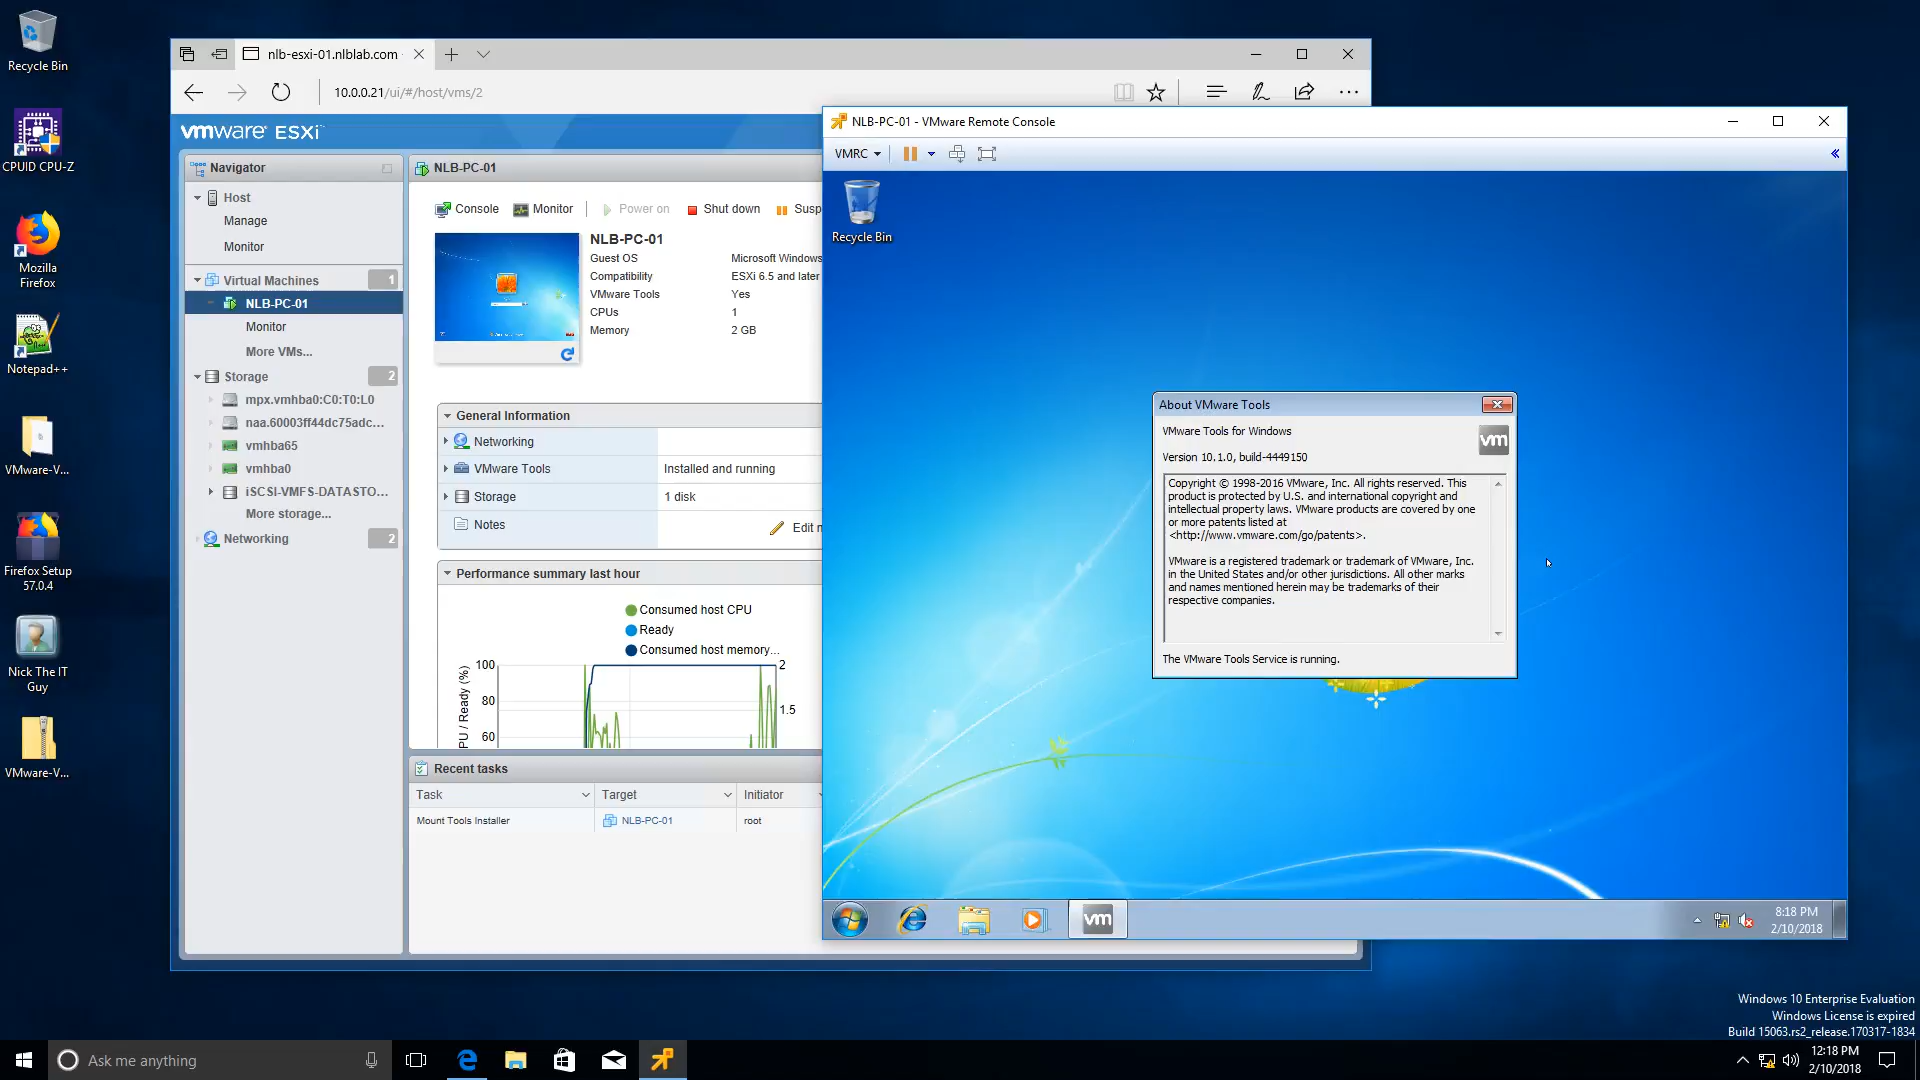 Recycle Bin
CPUID CPU-Z
Mozilla
Firefox
Notepad++
VMware-V...
Firefox Setup
57.0.4
Nick The IT
Guy
VMware-V...
nlb-esxi-01.nlblab.com
10.0.0.21/ui/#/host/vms/2
vmware ESXi
Navigator
Host
Manage
Monitor
Virtual Machines
1
NLB-PC-01
Monitor
More VMs...
Storage
2
mpx.vmhba0:C0:T0:L0
naa.60003ff44dc75adc...
vmhba65
vmhba0
iSCSI-VMFS-DATASTO...
More storage...
Networking
2
NLB-PC-01
Console
Monitor
Power on
Shut down
Susp
NLB-PC-01
Guest OS Microsoft Windows
Compatibility ESXi 6.5 and later
VMware Tools Yes
CPUs 1
Memory 2 GB
General Information
Networking
VMware Tools Installed and running
Storage 1 disk
Notes
Edit n
Performance summary last hour
Consumed host CPU
Ready
Consumed host memory...
PU / Ready (%)
100
80
60
2
1.5
Recent tasks
Task Target Initiator
Mount Tools Installer NLB-PC-01 root
NLB-PC-01 - VMware Remote Console
VMRC
Recycle Bin
About VMware Tools
VMware Tools for Windows
vm
Version 10.1.0, build-4449150
Copyright © 1998-2016 VMware, Inc. All rights reserved. This
product is protected by U.S. and international copyright and
intellectual property laws. VMware products are covered by one
or more patents listed at
<http://www.vmware.com/go/patents>.
VMware is a registered trademark or trademark of VMware, Inc.
in the United States and/or other jurisdictions. All other marks
and names mentioned herein may be trademarks of their
respective companies.
The VMware Tools Service is running.
vm
8:18 PM
2/10/2018
Windows 10 Enterprise Evaluation
Windows License is expired
Build 15063.rs2_release.170317-1834
Ask me anything
12:18 PM
2/10/2018